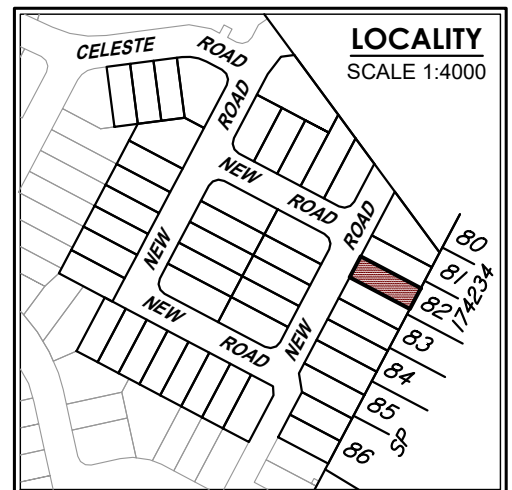 LOCALITY
SCALE 1:4000
CELESTE ROAD
NEW ROAD
NEW ROAD
NEW ROAD
NEW ROAD
80
81
82
83
84
85
86
SP 174234